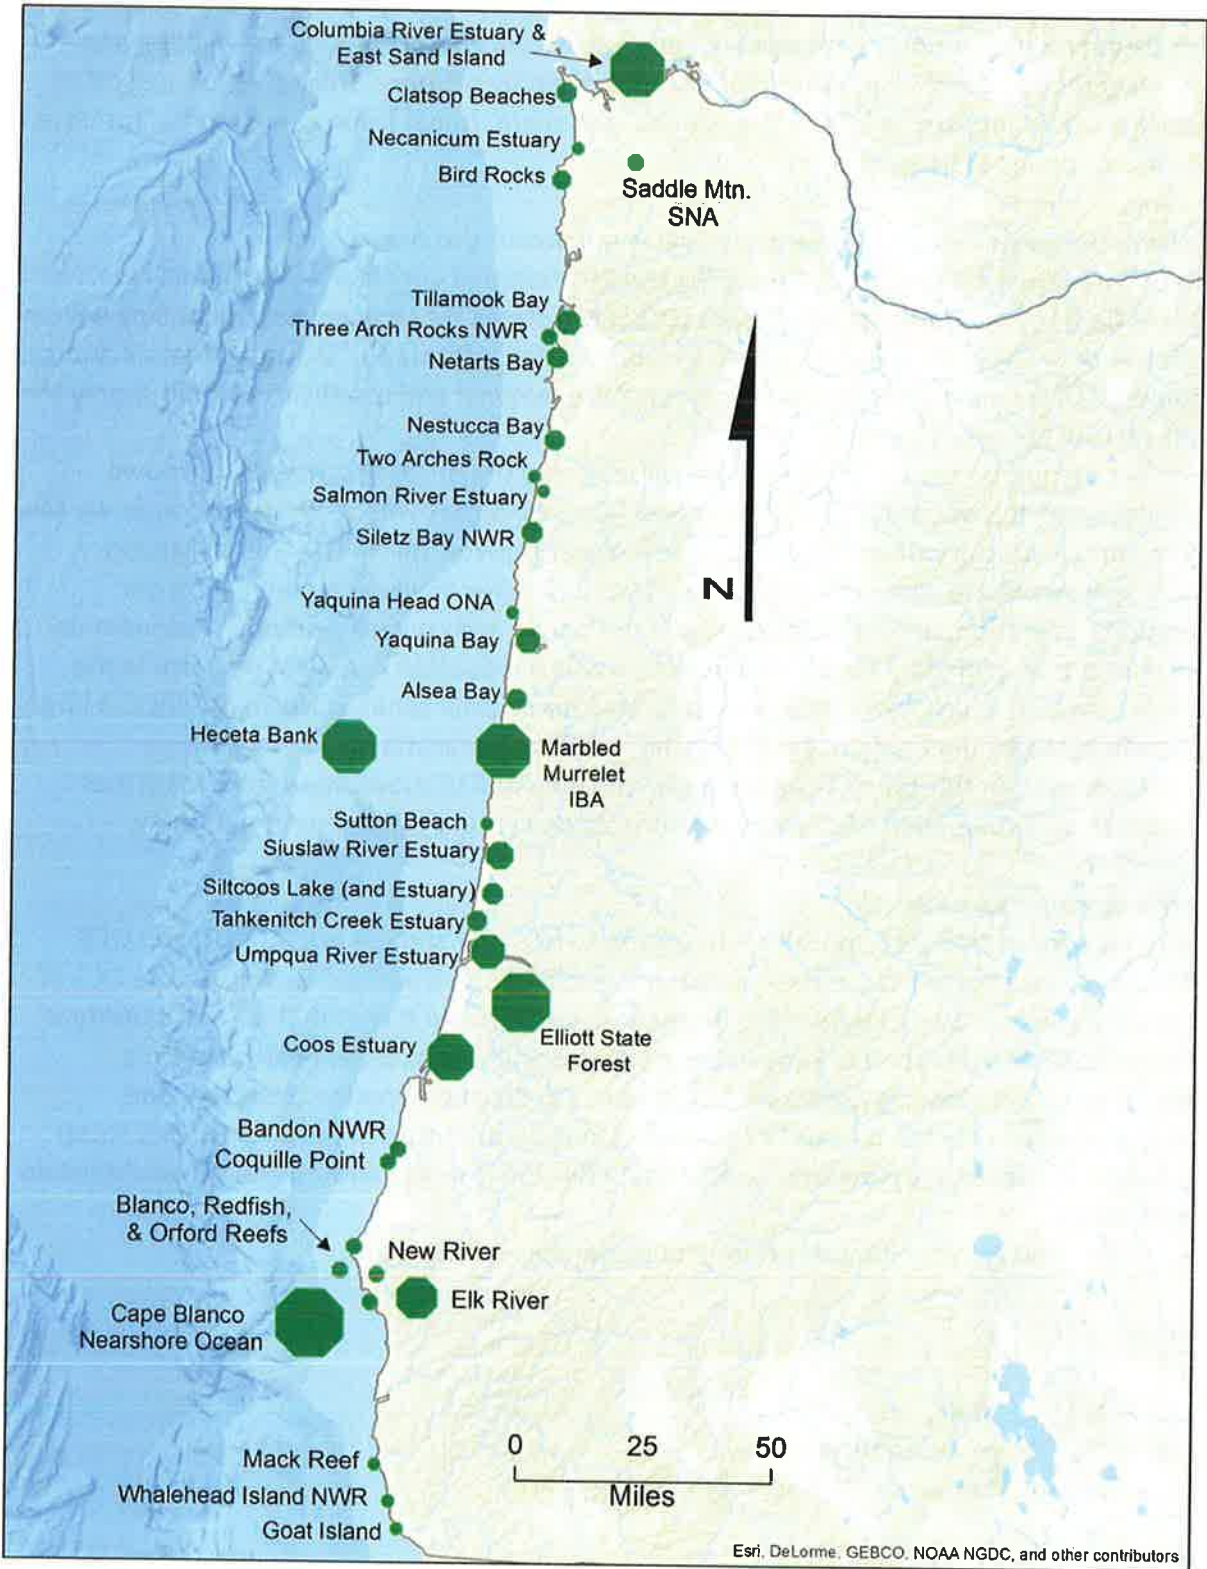 Columbia River Estuary &
East Sand Island
Clatsop Beaches
Necanicum Estuary
Bird Rocks
Saddle Mtn.
SNA
Tillamook Bay
Three Arch Rocks NWR
Netarts Bay
Nestucca Bay
Two Arches Rock
Salmon River Estuary
Siletz Bay NWR
N
Yaquina Head ONA
Yaquina Bay
Alsea Bay
Heceta Bank
Marbled
Murrelet
IBA
Sutton Beach
Siuslaw River Estuary
Siltcoos Lake (and Estuary)
Tahkenitch Creek Estuary
Umpqua River Estuary
Elliott State
Forest
Coos Estuary
Bandon NWR
Coquille Point
Blanco, Redfish,
& Orford Reefs
New River
Elk River
Cape Blanco
Nearshore Ocean
0 25 50
Miles
Mack Reef
Whalehead Island NWR
Goat Island
Esri, DeLorme, GEBCO, NOAA NGDC, and other contributors